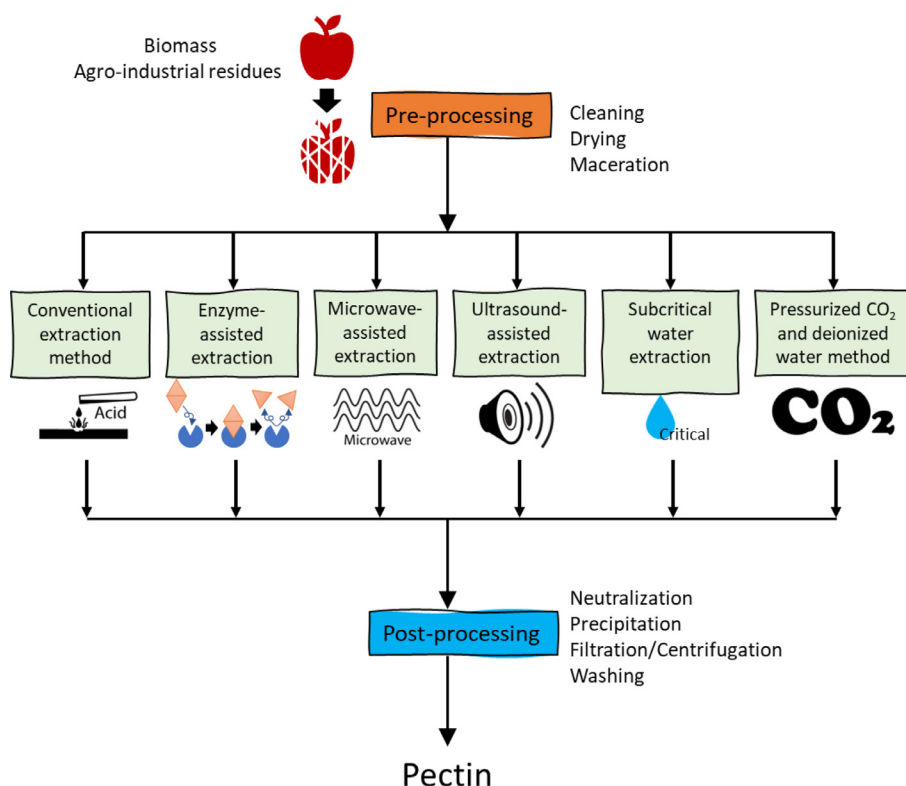 Biomass
Agro-industrial residues
Pre-processing
Cleaning
Drying
Maceration
Conventional
extraction
method
Enzyme-
assisted
extraction
Microwave-
assisted
extraction
Ultrasound-
assisted
extraction
Subcritical
water
extraction
Pressurized CO₂
and deionized
water method
Acid
Microwave
Critical
CO₂
Post-processing
Neutralization
Precipitation
Filtration/Centrifugation
Washing
Pectin